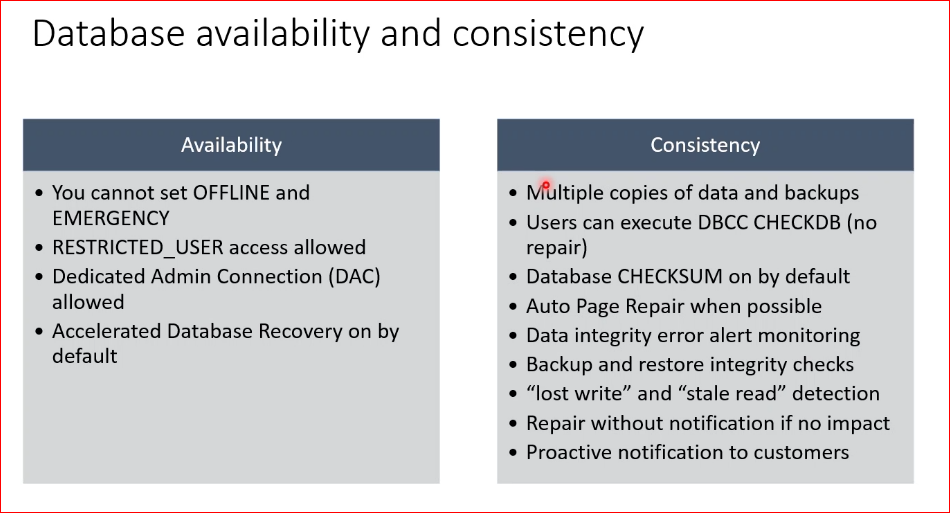 Database availability and consistency
Availability
• You cannot set OFFLINE and
EMERGENCY
• RESTRICTED_USER access allowed
• Dedicated Admin Connection (DAC)
allowed
• Accelerated Database Recovery on by
default
Consistency
• Multiple copies of data and backups
• Users can execute DBCC CHECKDB (no
repair)
• Database CHECKSUM on by default
• Auto Page Repair when possible
• Data integrity error alert monitoring
• Backup and restore integrity checks
• “lost write” and “stale read” detection
• Repair without notification if no impact
• Proactive notification to customers